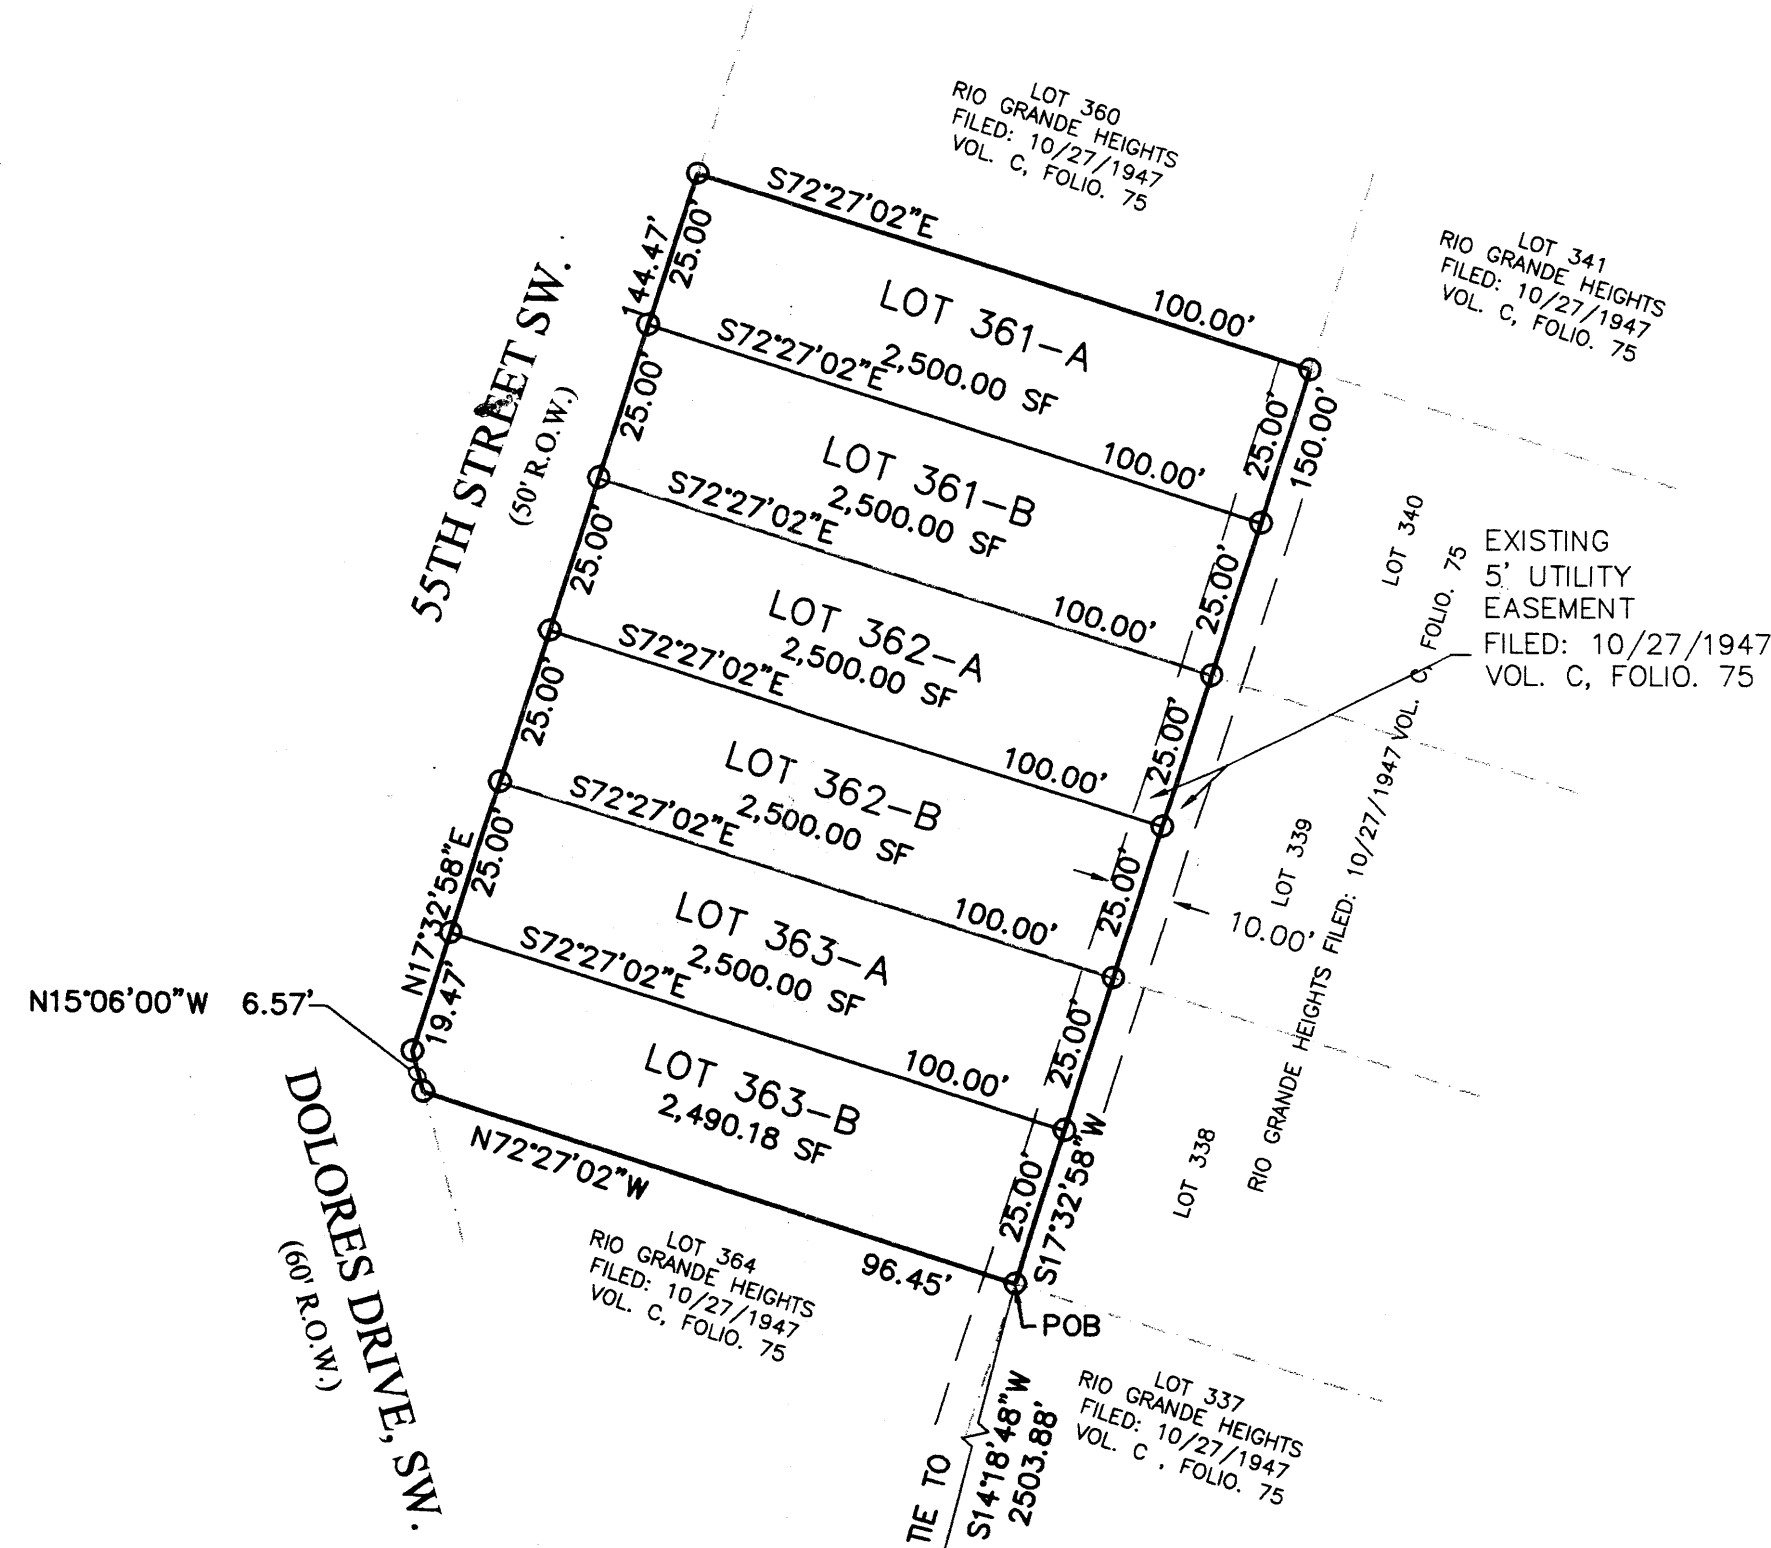 LOT 360
RIO GRANDE HEIGHTS
FILED: 10/27/1947
VOL. C, FOLIO. 75
LOT 341
RIO GRANDE HEIGHTS
FILED: 10/27/1947
VOL. C, FOLIO. 75
S72°27'02"E
100.00'
144.47'
25.00'
LOT 361-A
2,500.00 SF
25.00'
150.00'
55TH STREET SW.
(50' R.O.W.)
S72°27'02"E
100.00'
25.00'
LOT 361-B
2,500.00 SF
25.00'
S72°27'02"E
100.00'
25.00'
LOT 362-A
2,500.00 SF
25.00'
LOT 340
EXISTING
5' UTILITY
EASEMENT
FILED: 10/27/1947
VOL. C, FOLIO. 75
S72°27'02"E
100.00'
25.00'
LOT 362-B
2,500.00 SF
25.00'
LOT 339
10.00'
S72°27'02"E
100.00'
N17°32'58"E
25.00'
LOT 363-A
2,500.00 SF
25.00'
RIO GRANDE HEIGHTS FILED: 10/27/1947 VOL. C, FOLIO. 75
S72°27'02"E
100.00'
N15°06'00"W 6.57'
19.47'
LOT 363-B
2,490.18 SF
25.00'
S17°32'58"W
LOT 338
N72°27'02"W
96.45'
DOLORES DRIVE, SW.
(60' R.O.W.)
LOT 364
RIO GRANDE HEIGHTS
FILED: 10/27/1947
VOL. C, FOLIO. 75
POB
LOT 337
RIO GRANDE HEIGHTS
FILED: 10/27/1947
VOL. C , FOLIO. 75
TIE TO
S14°18'48"W
2503.88'